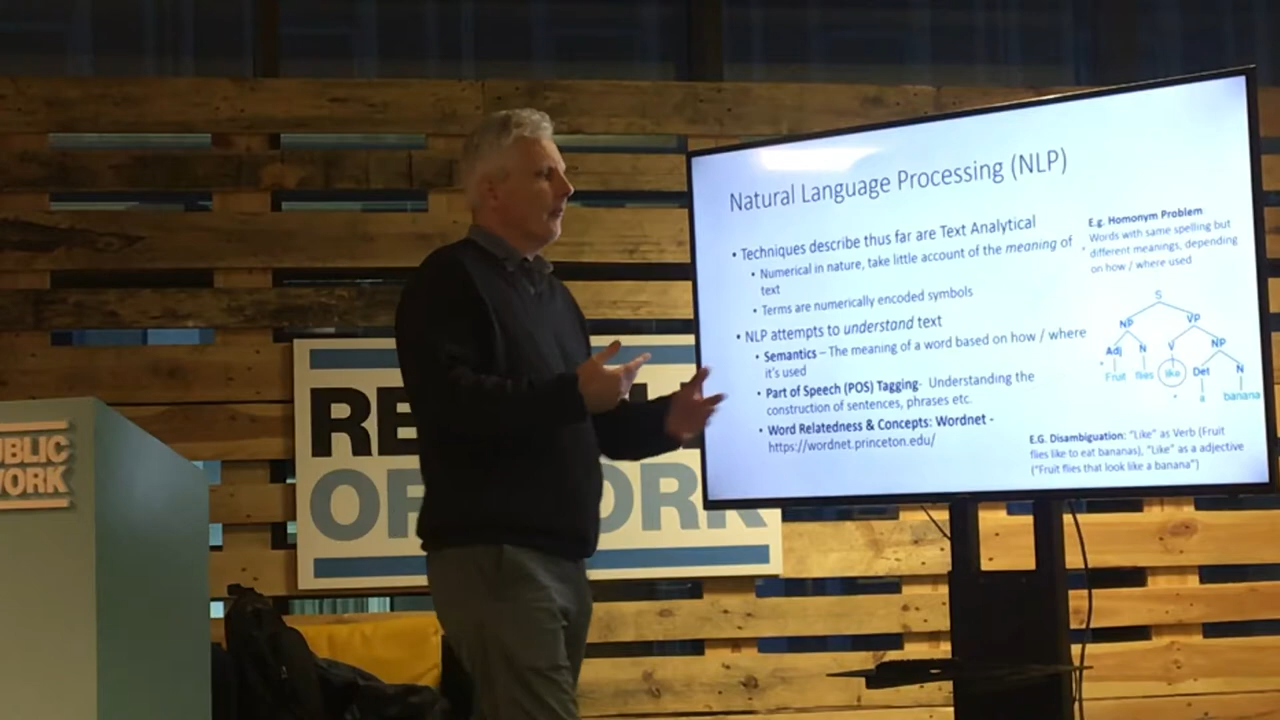 Natural Language Processing (NLP)
• Techniques describe thus far are Text Analytical
• Numerical in nature, take little account of the meaning of
text
• Terms are numerically encoded symbols
• NLP attempts to understand text
• Semantics – The meaning of a word based on how / where
it's used
• Part of Speech (POS) Tagging- Understanding the
construction of sentences, phrases etc.
• Word Relatedness & Concepts: Wordnet -
https://wordnet.princeton.edu/
E.g. Homonym Problem
Words with same spelling but
different meanings, depending
on how / where used
S
NP VP
Adj N V NP
Fruit flies like Det N
a banana
E.G. Disambiguation: "Like" as Verb (Fruit
flies like to eat bananas), "Like" as a adjective
("Fruit flies that look like a banana")
RE
OF ORK
UBLIC
WORK